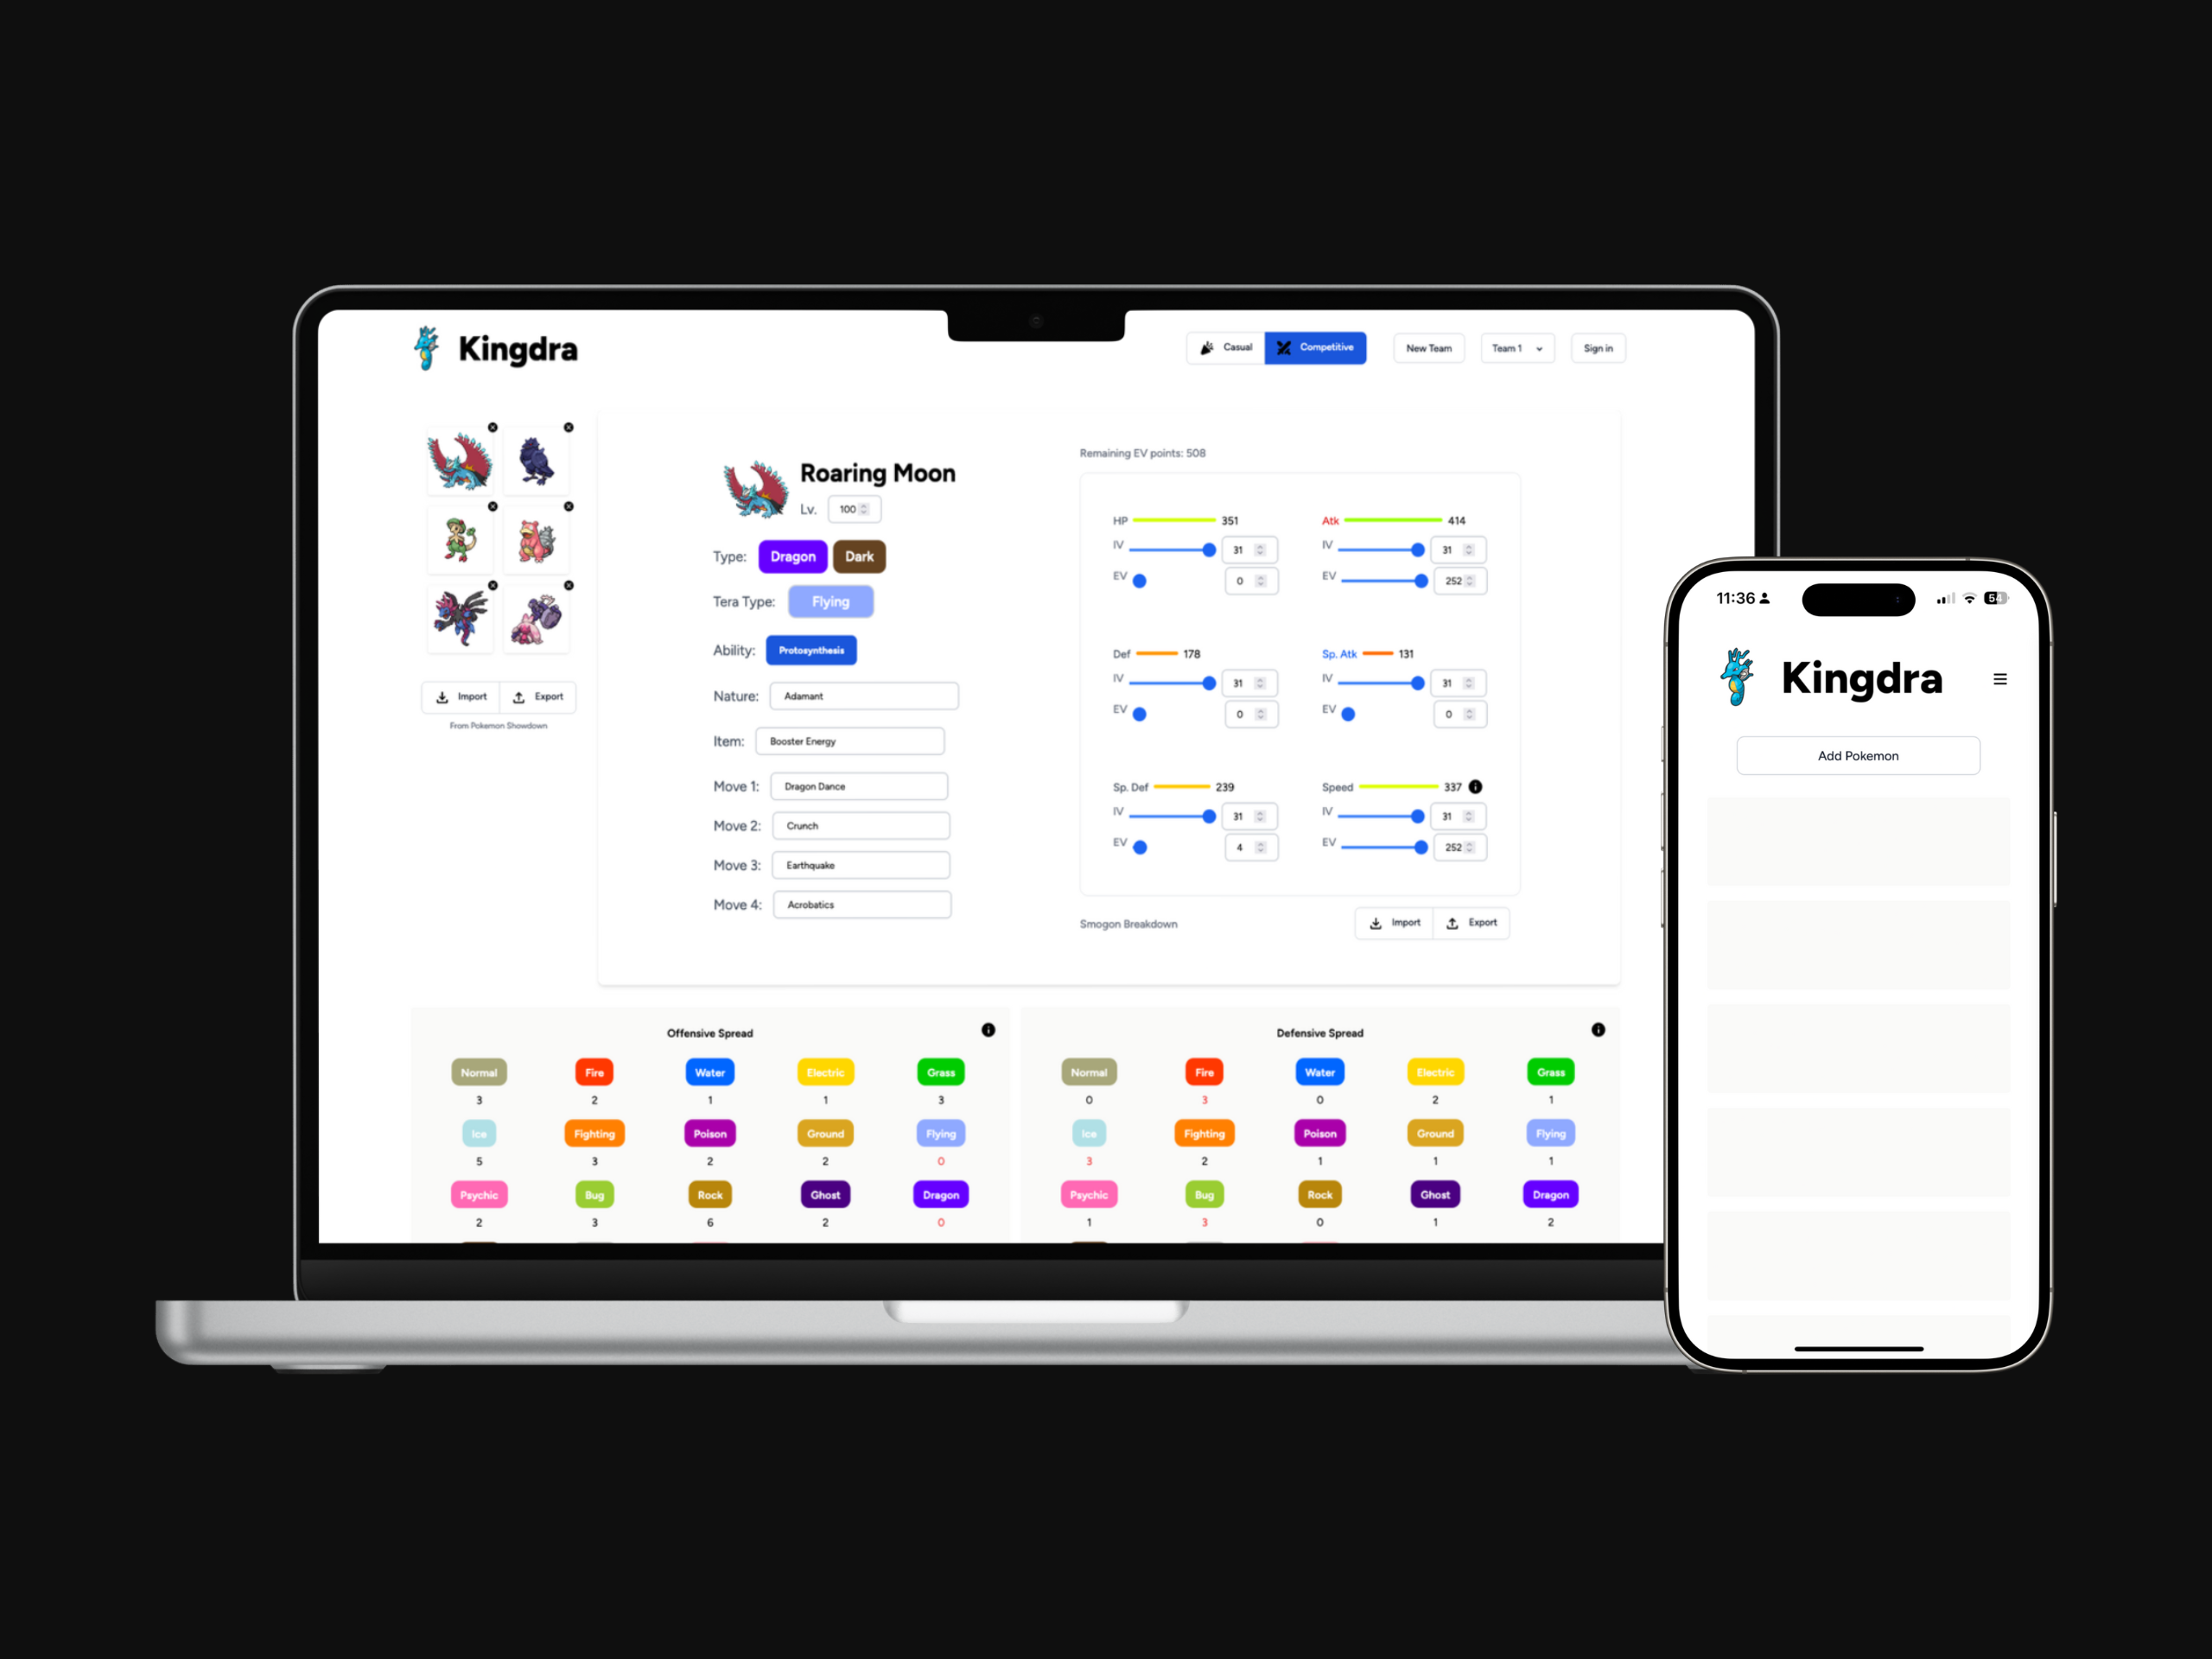 Kingdra
Casual Competitive New Team Team 1 Sign in
Import Export
From Pokemon Showdown
Roaring Moon
Lv. 100
Type: Dragon Dark
Tera Type: Flying
Ability: Protosynthesis
Nature: Adamant
Item: Booster Energy
Move 1: Dragon Dance
Move 2: Crunch
Move 3: Earthquake
Move 4: Acrobatics
Remaining EV points: 508
HP 351 Atk 414
IV 31 IV 31
EV 0 EV 252
Def 178 Sp. Atk 131
IV 31 IV 31
EV 0 EV 0
Sp. Def 239 Speed 337
IV 31 IV 31
EV 4 EV 252
Smogon Breakdown Import Export
Offensive Spread
Normal Fire Water Electric Grass
3 2 1 1 3
Ice Fighting Poison Ground Flying
5 3 2 2 0
Psychic Bug Rock Ghost Dragon
2 3 6 2 0
Defensive Spread
Normal Fire Water Electric Grass
0 3 0 2 1
Ice Fighting Poison Ground Flying
3 2 1 1 1
Psychic Bug Rock Ghost Dragon
1 3 0 1 2
11:36 54
Kingdra
Add Pokemon